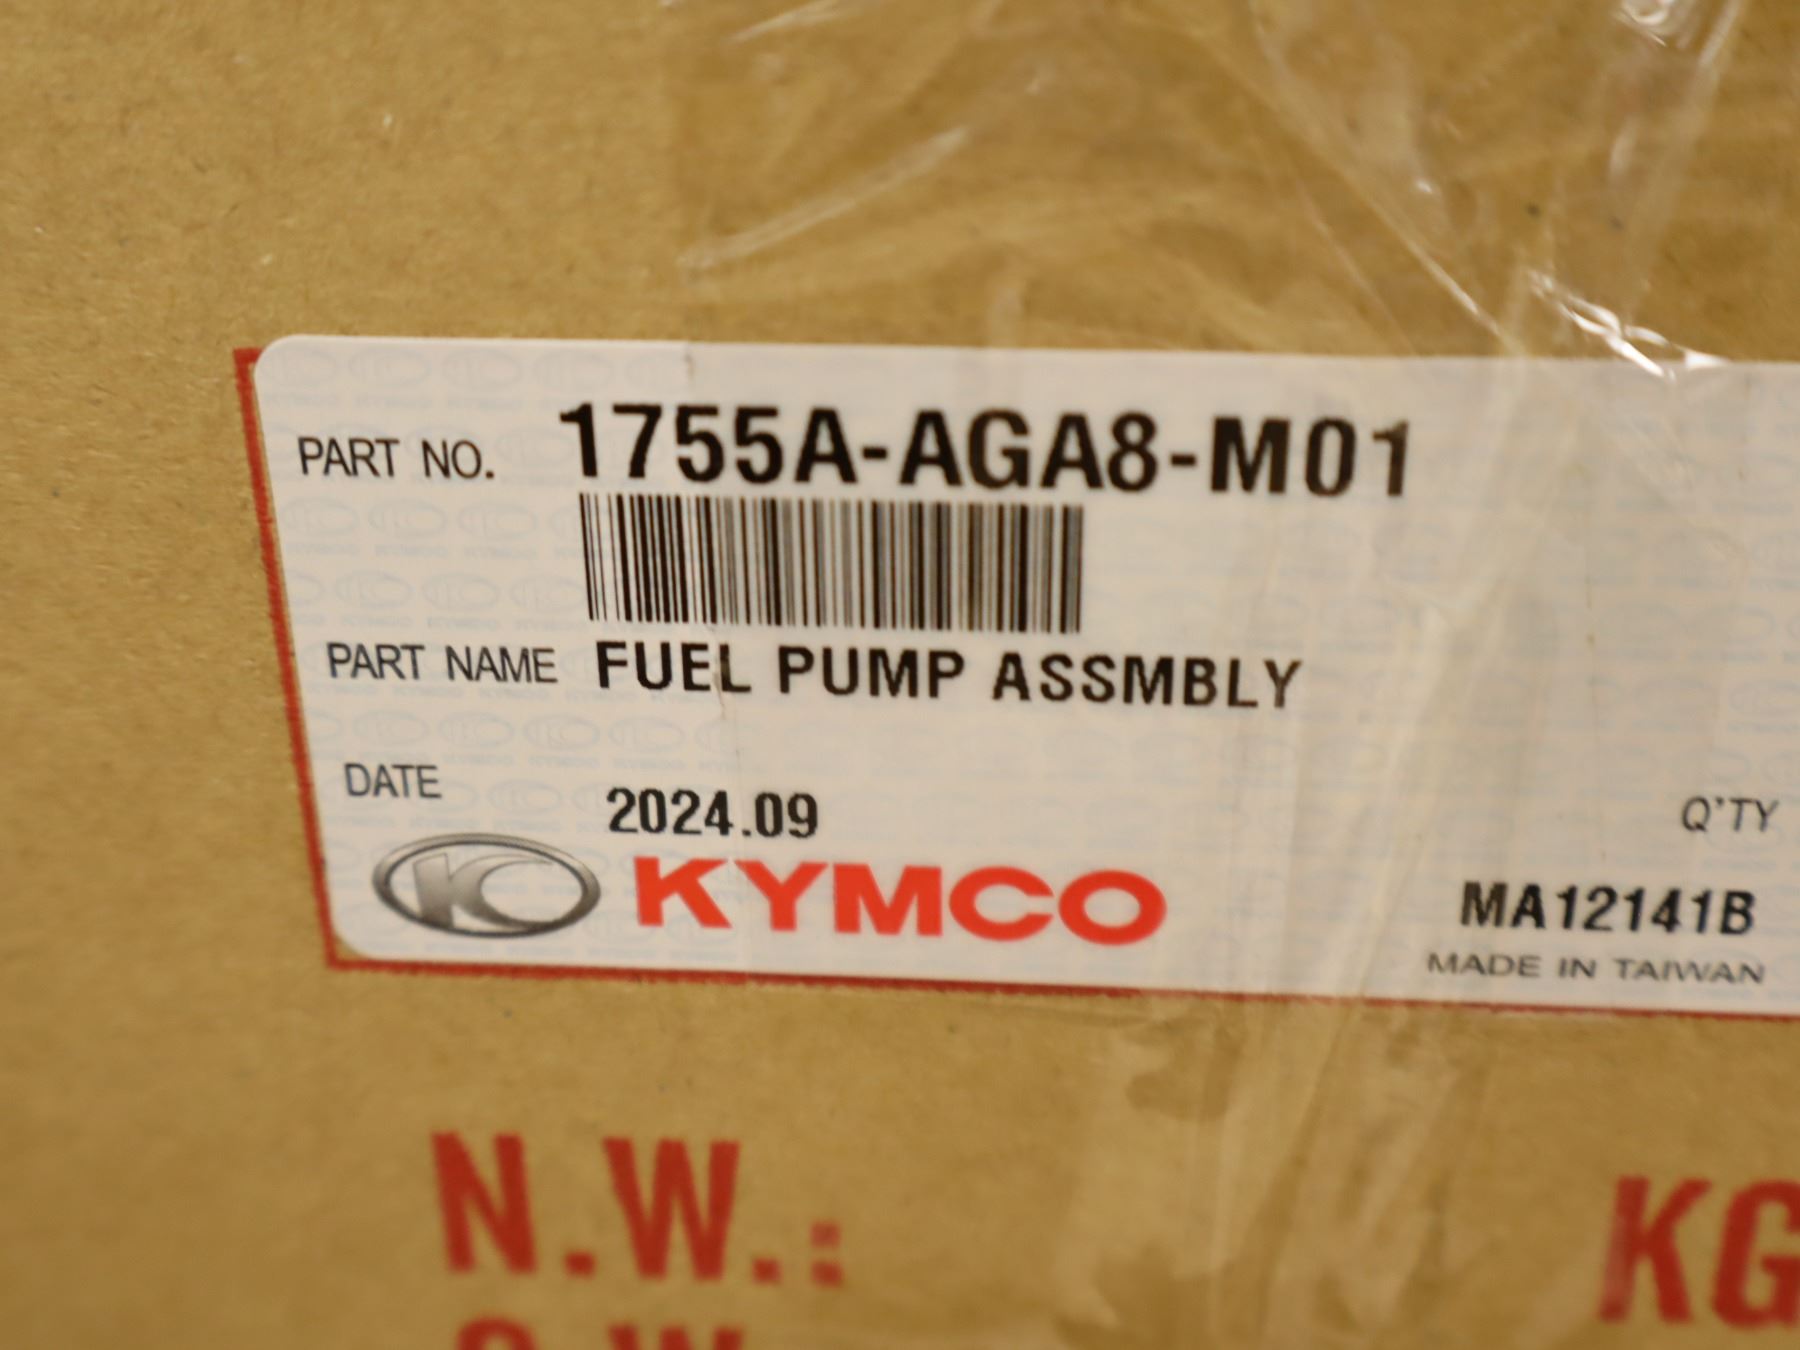 PART NO. 1755A-AGA8-M01
PART NAME FUEL PUMP ASSMBLY
DATE 2024.09
Q'TY
KYMCO
MA12141B
MADE IN TAIWAN
N.W.: KG